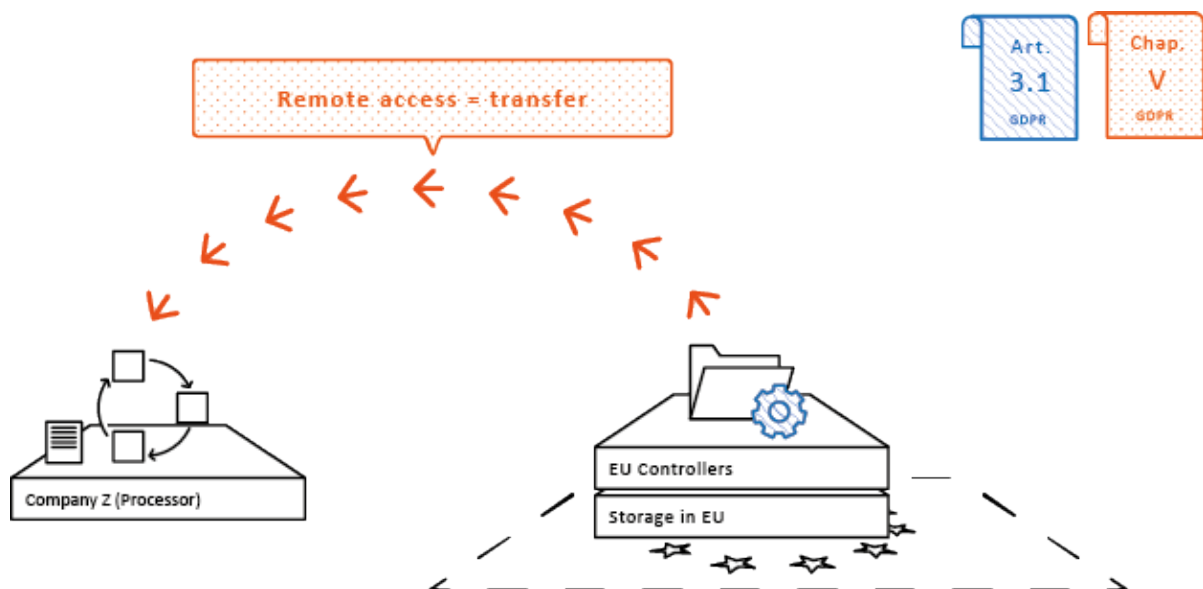 Art.
3.1
GDPR
Chap.
V
GDPR
Remote access = transfer
EU Controllers
Company Z (Processor)
Storage in EU